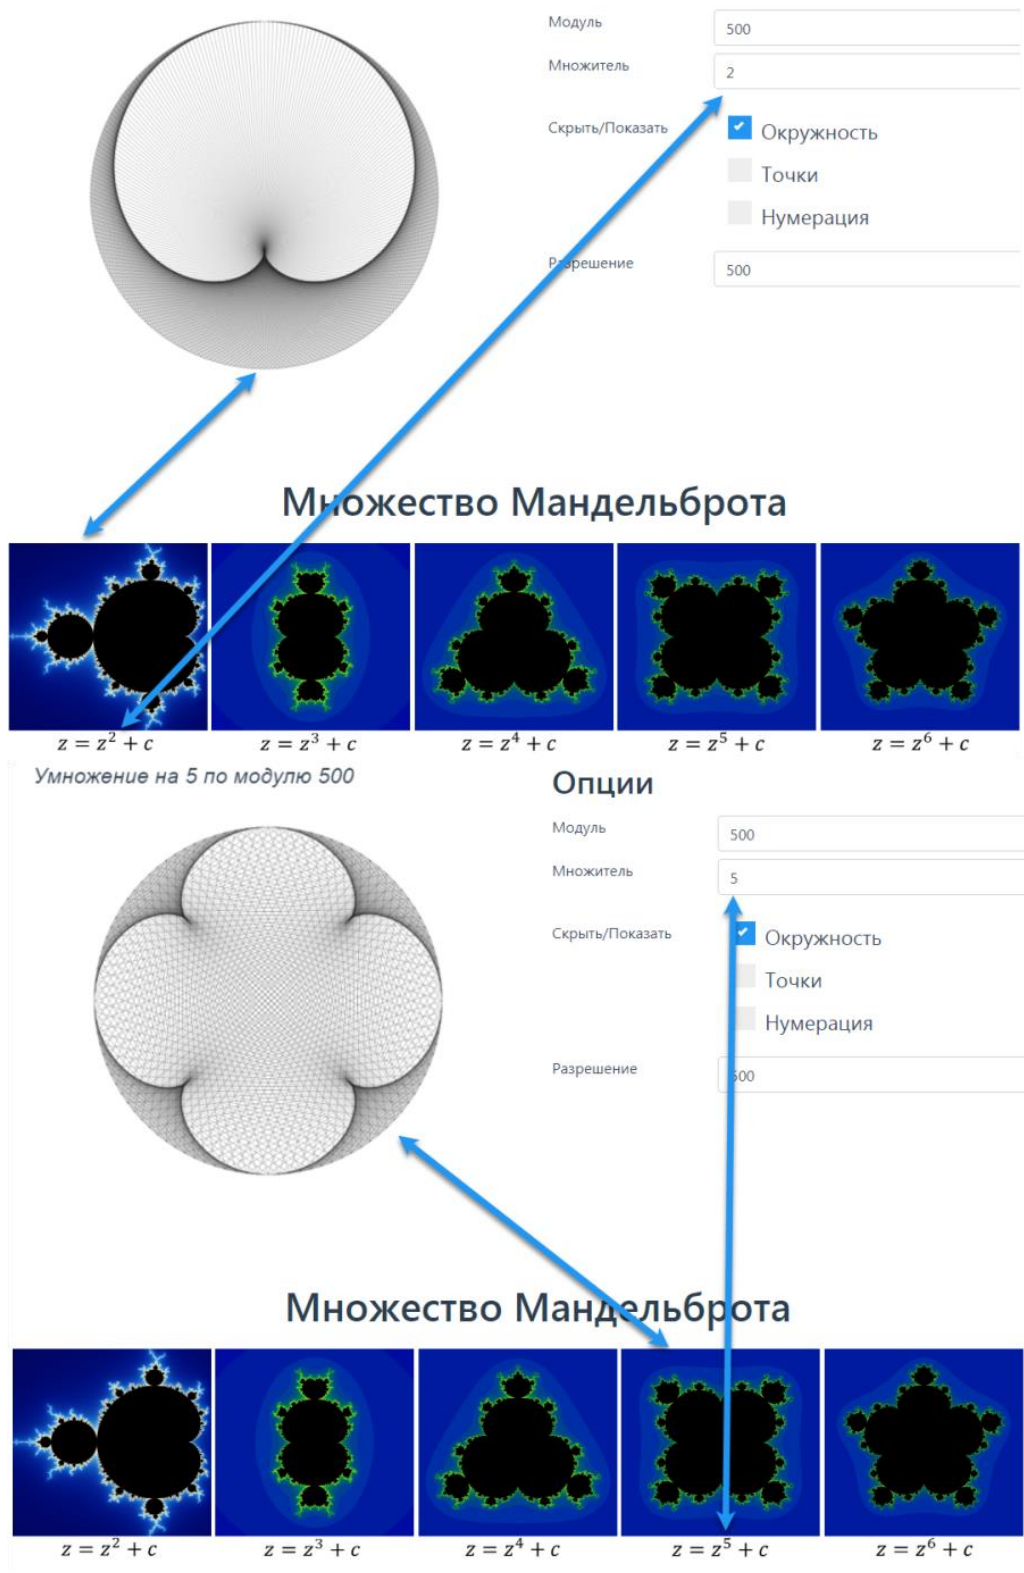 Модуль
500
Множитель
2
Скрыть/Показать
Окружность
Точки
Нумерация
Разрешение
500
Множество Мандельброта
z = z² + c
z = z³ + c
z = z⁴ + c
z = z⁵ + c
z = z⁶ + c
Умножение на 5 по модулю 500
Опции
Модуль
500
Множитель
5
Скрыть/Показать
Окружность
Точки
Нумерация
Разрешение
500
Множество Мандельброта
z = z² + c
z = z³ + c
z = z⁴ + c
z = z⁵ + c
z = z⁶ + c